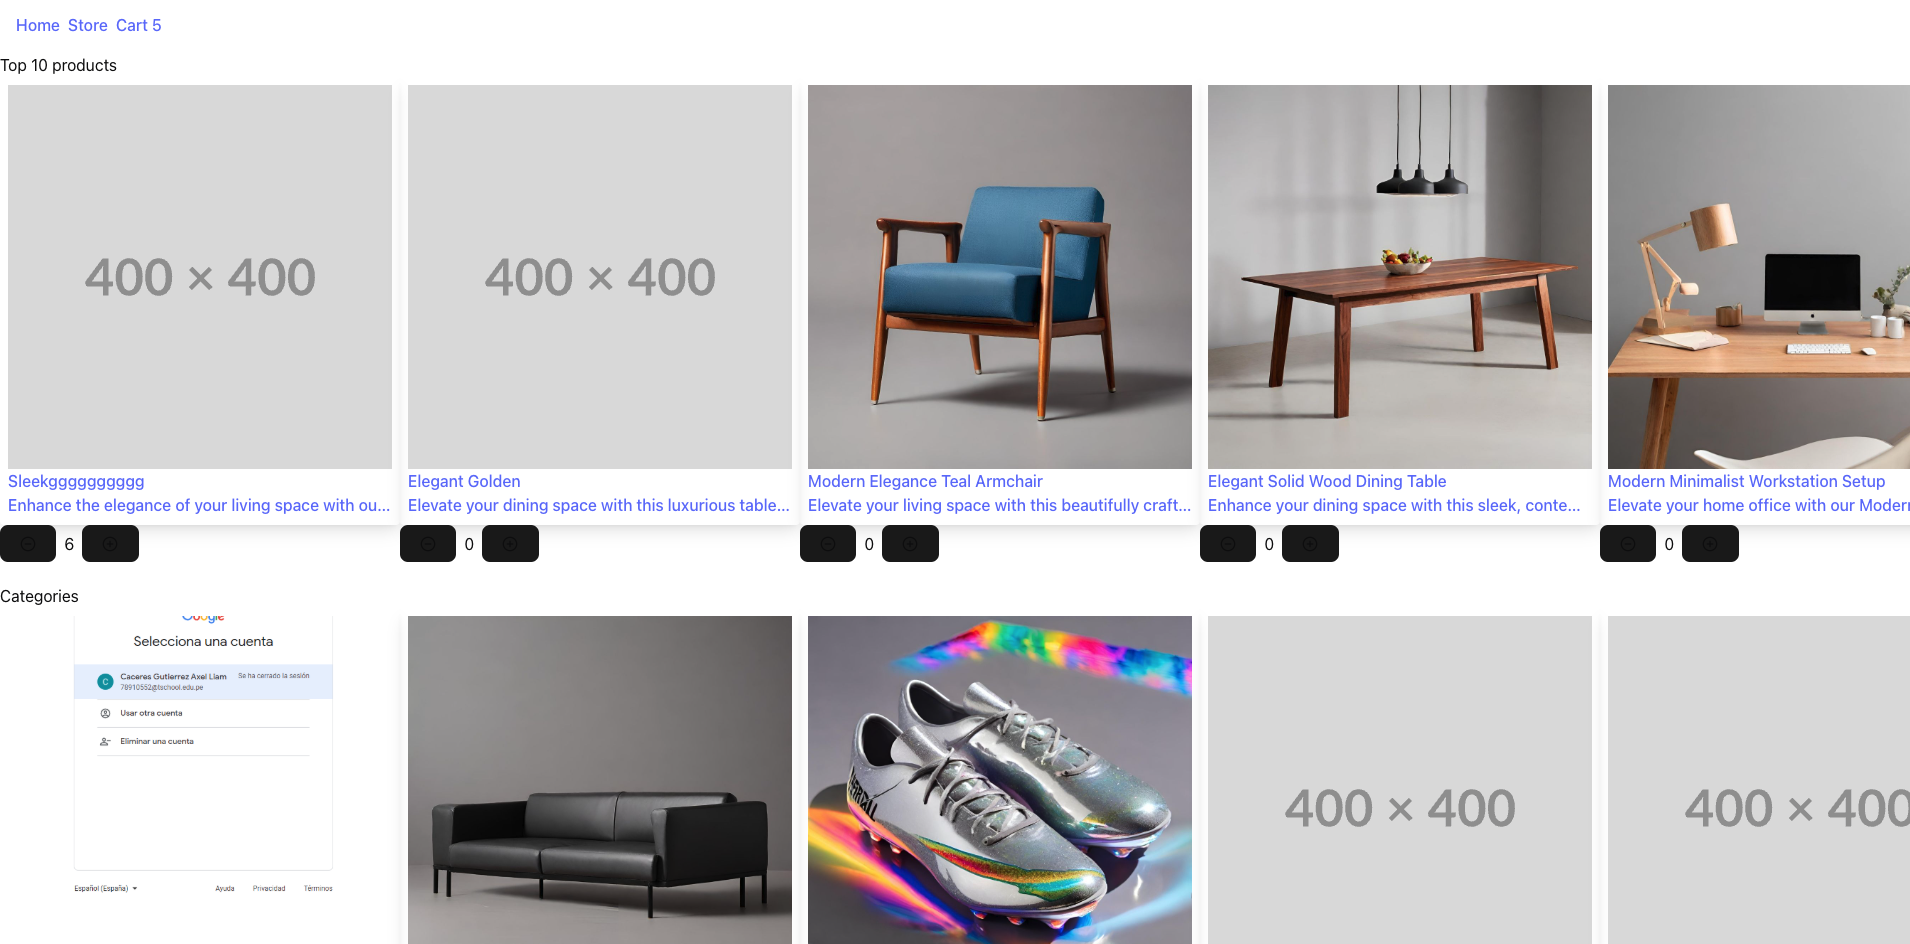 Home Store Cart 5
Top 10 products
400 × 400
400 × 400
Sleekgggggggggg
Enhance the elegance of your living space with ou...
Elegant Golden
Elevate your dining space with this luxurious table...
Modern Elegance Teal Armchair
Elevate your living space with this beautifully craft...
Elegant Solid Wood Dining Table
Enhance your dining space with this sleek, conte...
Modern Minimalist Workstation Setup
Elevate your home office with our Modern
6
0
0
0
0
Categories
Google
Selecciona una cuenta
C
Caceres Gutierrez Axel Liam
Se ha cerrado la sesión
78910552@tschool.edu.pe
Usar otra cuenta
Eliminar una cuenta
Español (España)
Ayuda
Privacidad
Términos
400 × 400
400 × 400